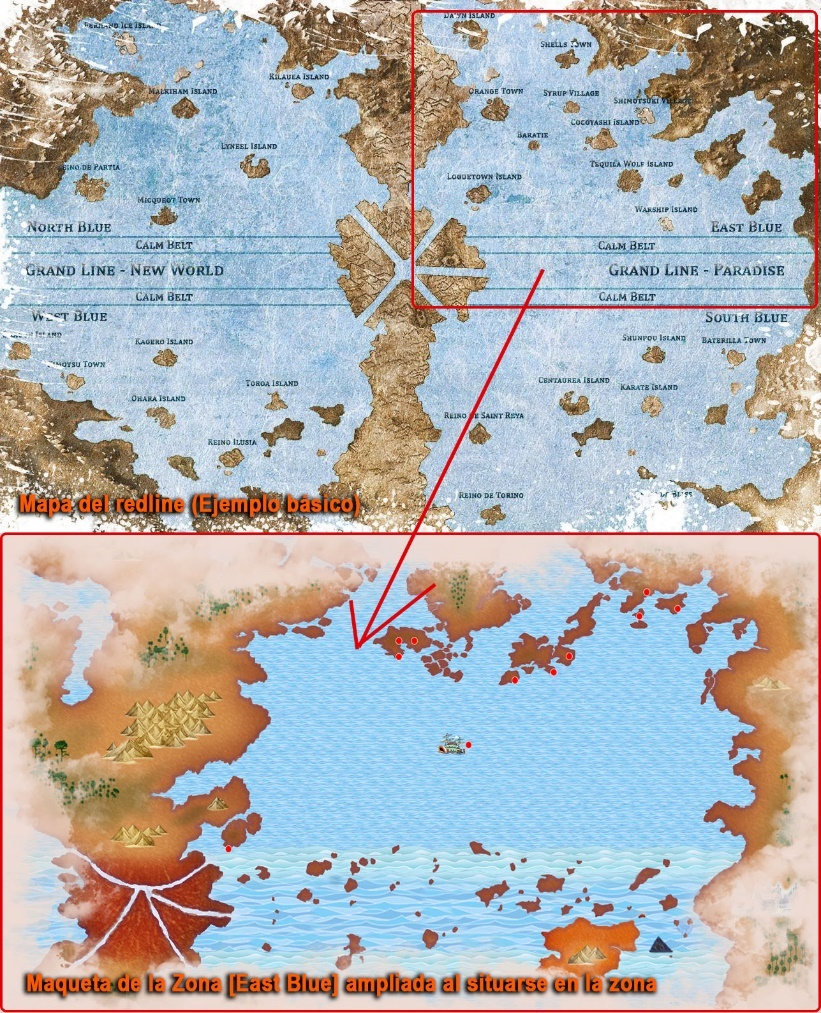 DAWN ISLAND
SHELLS TOWN
KILAUEA ISLAND
MALKIHAM ISLAND
ORANGE TOWN
SYRUP VILLAGE
SHIMOTSUKI VILLAGE
COCOYASHI ISLAND
BARATIE
LYNEEL ISLAND
TEQUILA WOLF ISLAND
REINO DE PARTIA
LOGUETOWN ISLAND
MICQUEOT TOWN
WARSHIP ISLAND
NORTH BLUE
EAST BLUE
CALM BELT
CALM BELT
GRAND LINE - NEW WORLD
GRAND LINE - PARADISE
CALM BELT
CALM BELT
WEST BLUE
SOUTH BLUE
ISLAND
KAGERO ISLAND
SHUNPOU ISLAND
BATERILLA TOWN
TOWN
TOROA ISLAND
CENTAUREA ISLAND
KARATE ISLAND
OHARA ISLAND
REINO DE SAINT REYA
REINO ILUSIA
REINO DE TORINO
Mapa del redline (Ejemplo básico)
Maqueta de la Zona [East Blue] ampliada al situarse en la zona